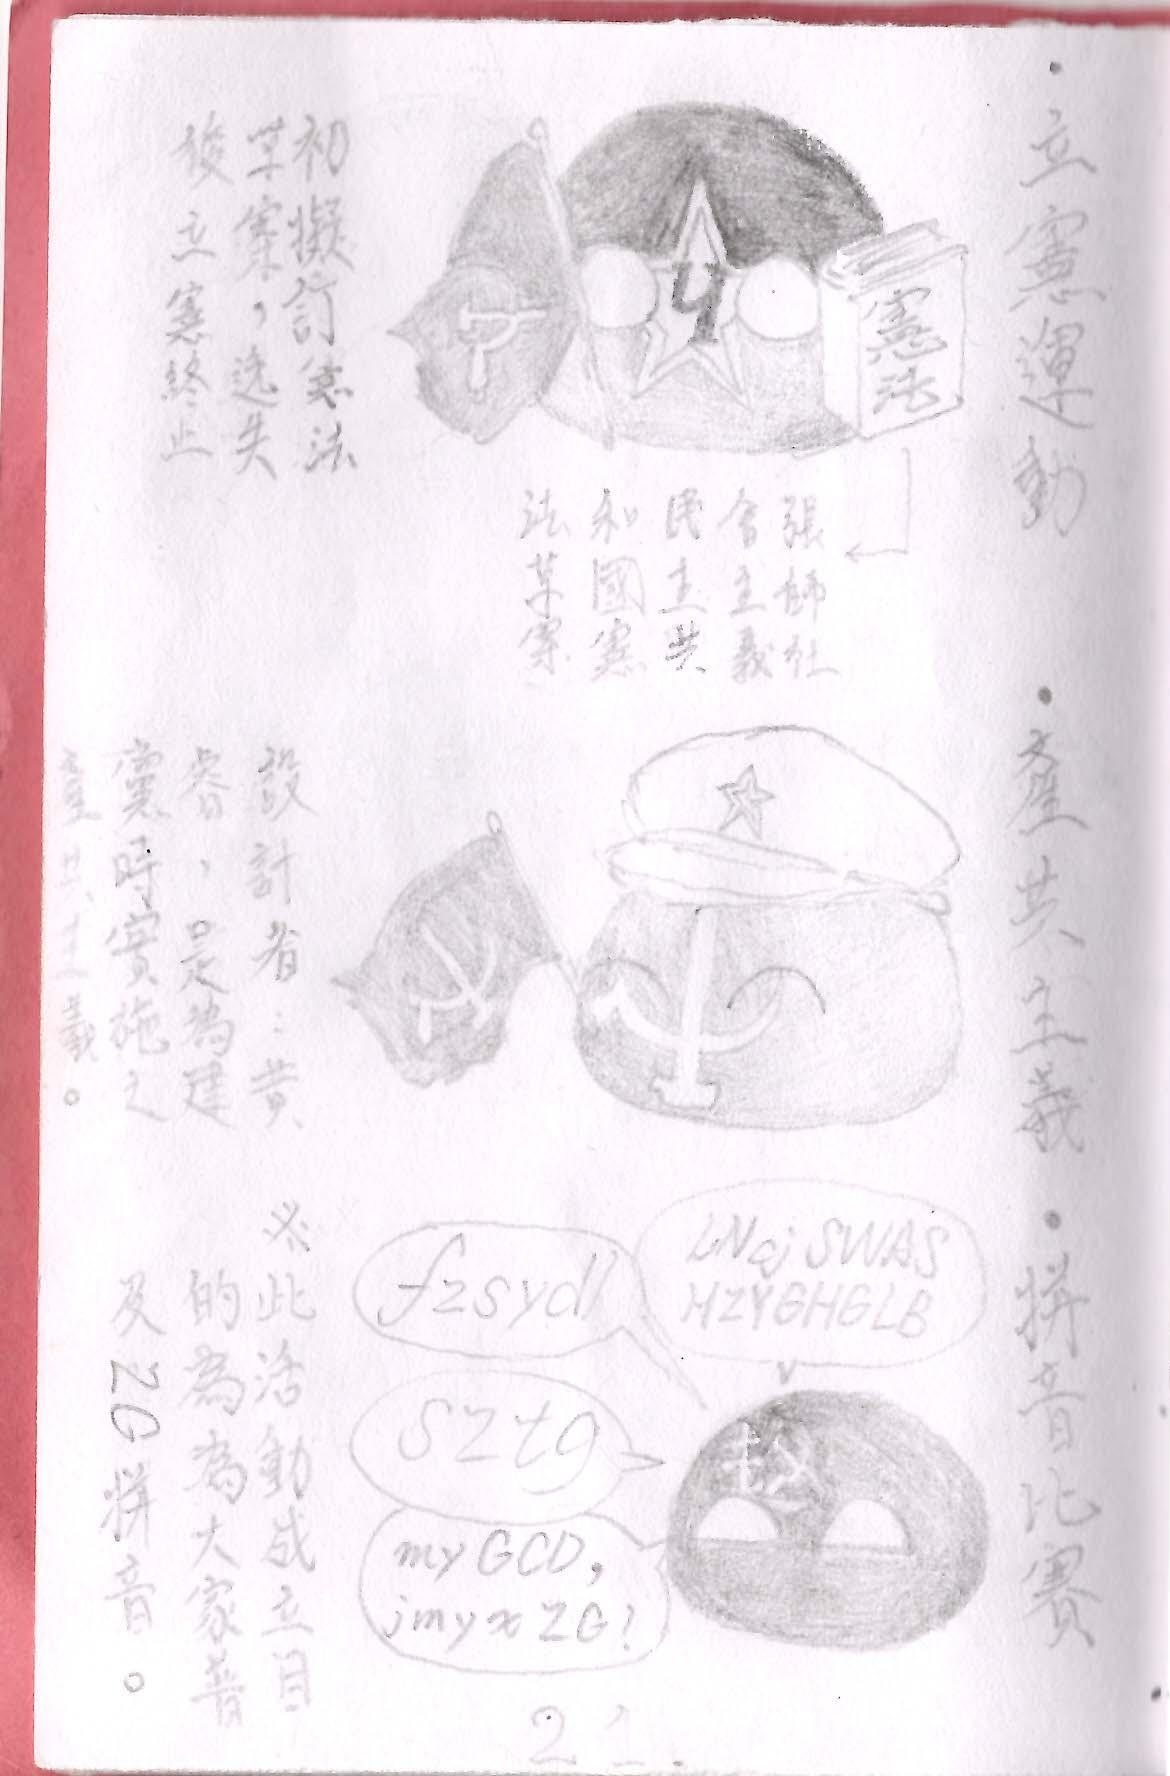 ・立憲運動
Ч
憲法
張師社
會主義
民主共
和國憲
法草案
初擬訂憲法
草案,逸失
後立憲終止
・產共主義
設計者:黃
睿,是為建
黨時實施之
產共主義。
・拼音比賽
LNqj SWAS
HZYGHGLB
fzsydl
sztg
my GCD,
jmyx ZG!
※此活動成立目
的為為大家普
及ZG拼音。
2